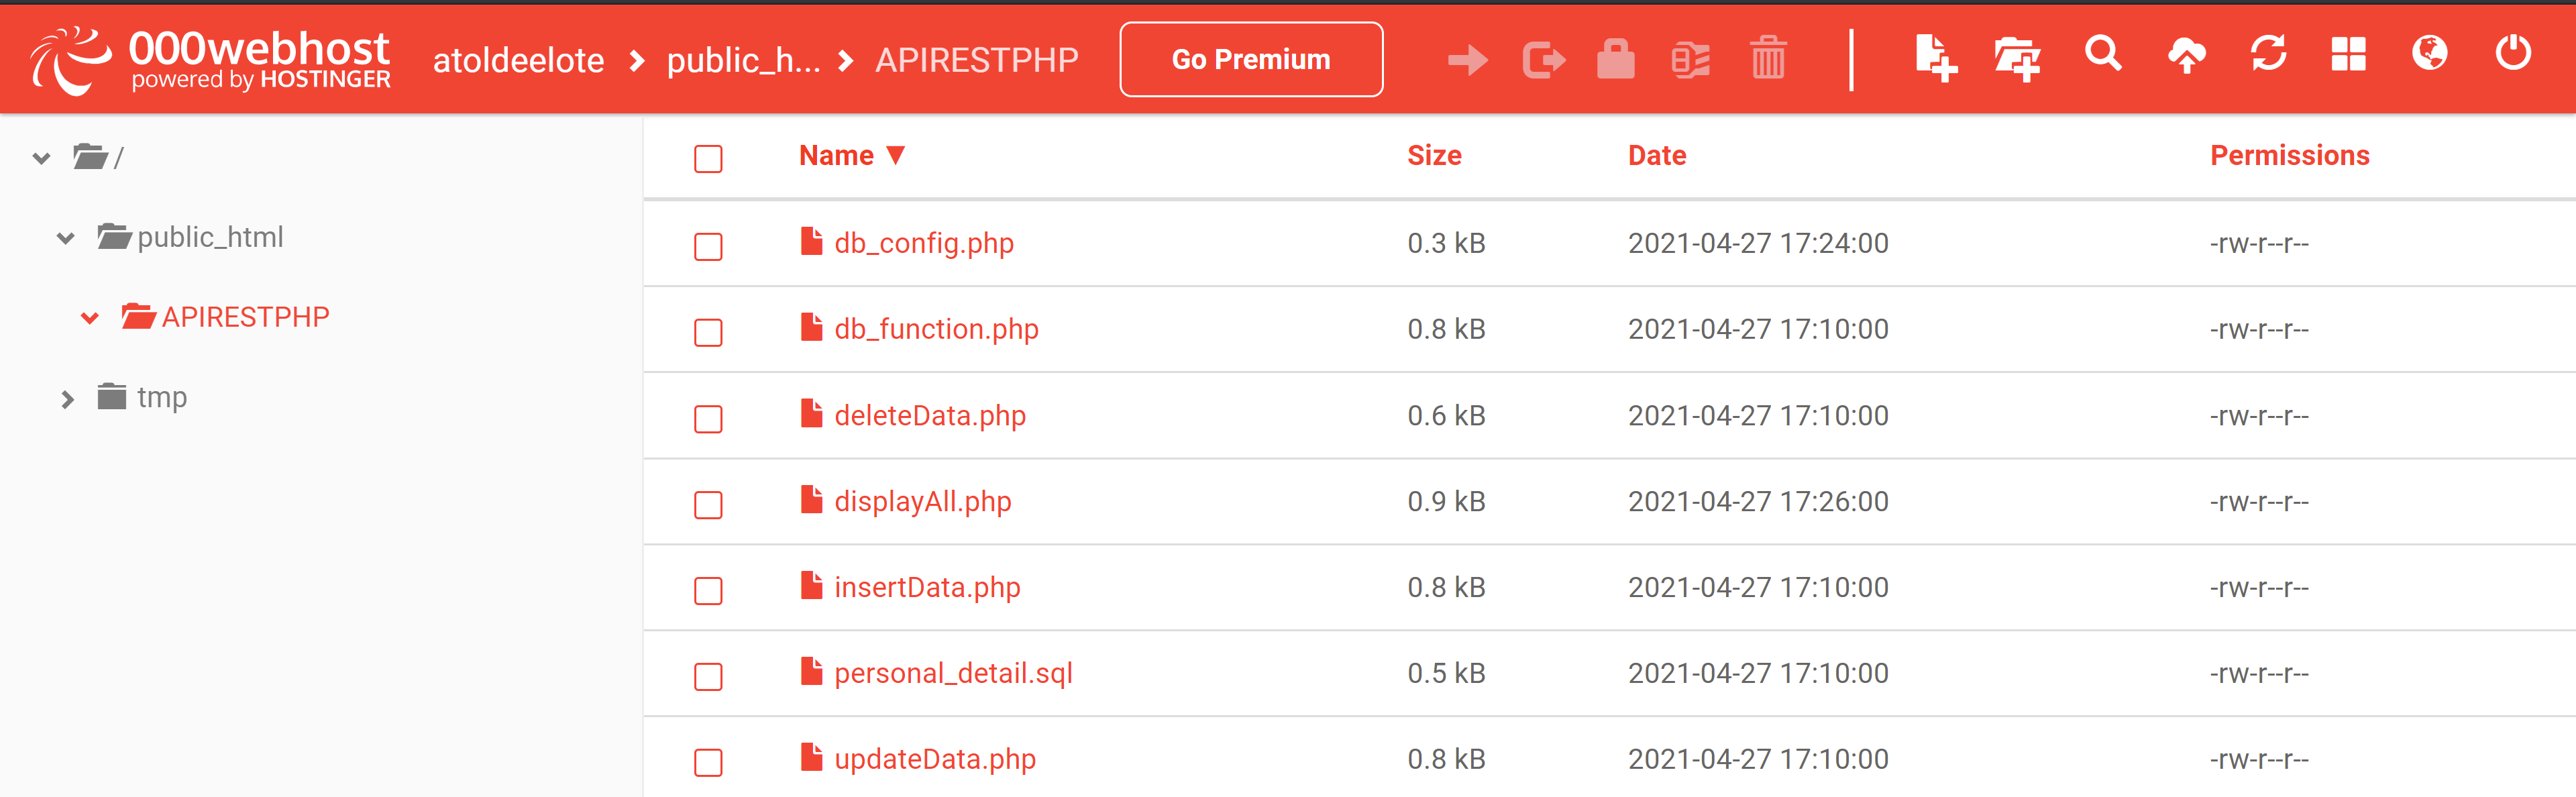 000webhost
powered by HOSTINGER
atoldeelote > public_h... > APIRESTPHP
Go Premium
/
public_html
APIRESTPHP
tmp
Name ▼ Size Date Permissions
db_config.php 0.3 kB 2021-04-27 17:24:00 -rw-r--r--
db_function.php 0.8 kB 2021-04-27 17:10:00 -rw-r--r--
deleteData.php 0.6 kB 2021-04-27 17:10:00 -rw-r--r--
displayAll.php 0.9 kB 2021-04-27 17:26:00 -rw-r--r--
insertData.php 0.8 kB 2021-04-27 17:10:00 -rw-r--r--
personal_detail.sql 0.5 kB 2021-04-27 17:10:00 -rw-r--r--
updateData.php 0.8 kB 2021-04-27 17:10:00 -rw-r--r--